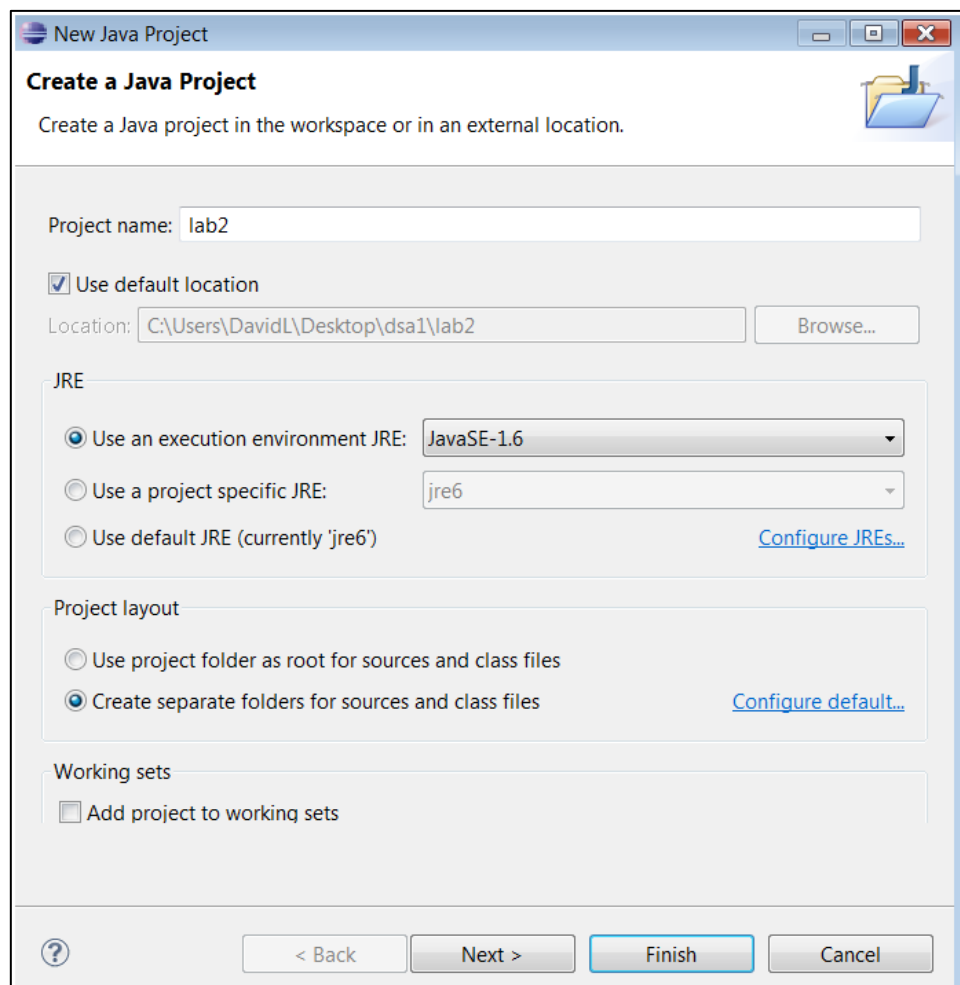 New Java Project
Create a Java Project
Create a Java project in the workspace or in an external location.
Project name: lab2
Use default location
Location: C:\Users\DavidL\Desktop\dsa1\lab2 Browse...
JRE
Use an execution environment JRE: JavaSE-1.6
Use a project specific JRE: jre6
Use default JRE (currently 'jre6') Configure JREs...
Project layout
Use project folder as root for sources and class files
Create separate folders for sources and class files Configure default...
Working sets
Add project to working sets
? < Back Next > Finish Cancel